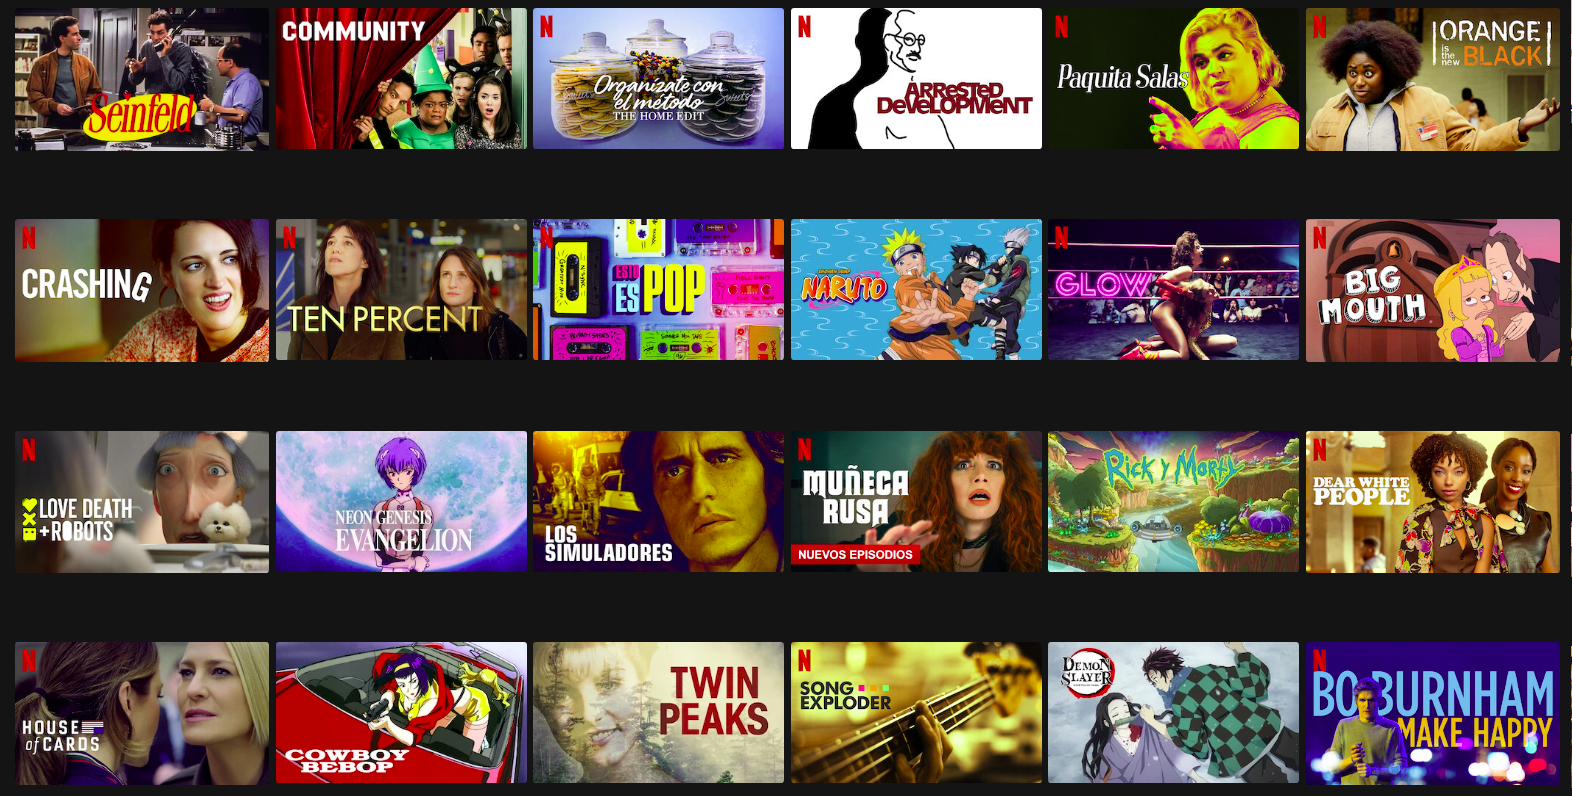 Seinfeld
COMMUNITY
N
Organízate con
el método
THE HOME EDIT
N
ARReSTeD
DeVeLOPMeNT
N
Paquita Salas
N
ORANGE
is
the
new
BLACK
N
CRASHING
N
TEN PERCENT
N
ESTO
ES POP
NARUTO
N
GLOW
N
BIG
MOUTH
N
LOVE DEATH
+ROBOTS
NEON GENESIS
EVANGELION
LOS
SIMULADORES
N
MUÑECA
RUSA
NUEVOS EPISODIOS
RICK Y MORTY
N
DEAR WHITE
PEOPLE
N
HOUSE
of CARDS
COWBOY
BEBOP
TWIN
PEAKS
N
SONG
EXPLODER
DEMON
SLAYER
N
BO BURNHAM
MAKE HAPPY